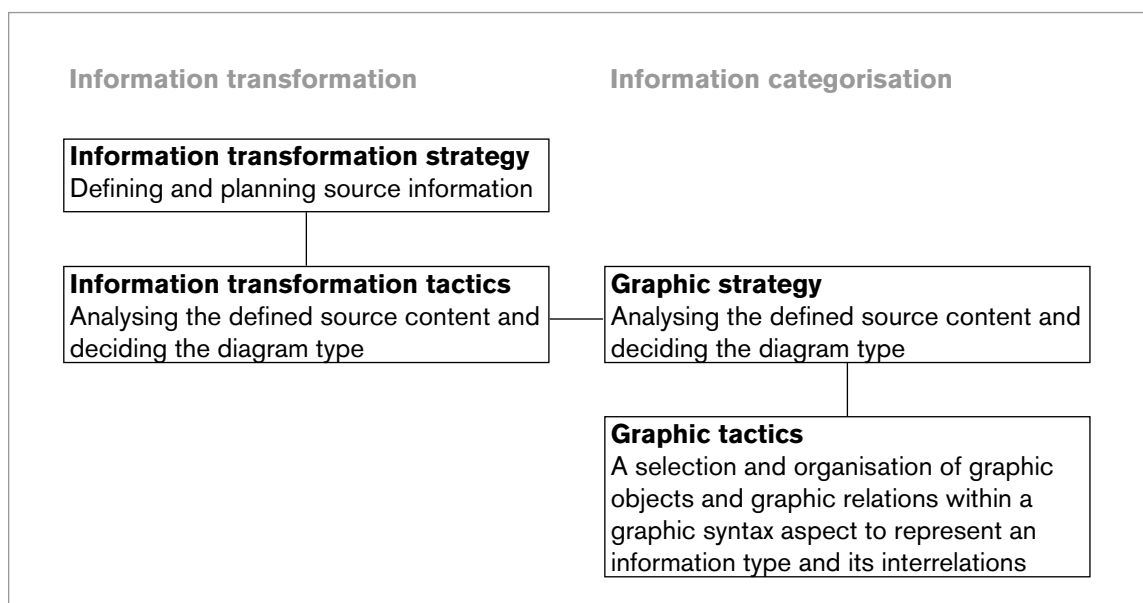 Information transformation
Information categorisation
Information transformation strategy
Defining and planning source information
Information transformation tactics
Analysing the defined source content and
deciding the diagram type
Graphic strategy
Analysing the defined source content and
deciding the diagram type
Graphic tactics
A selection and organisation of graphic
objects and graphic relations within a
graphic syntax aspect to represent an
information type and its interrelations